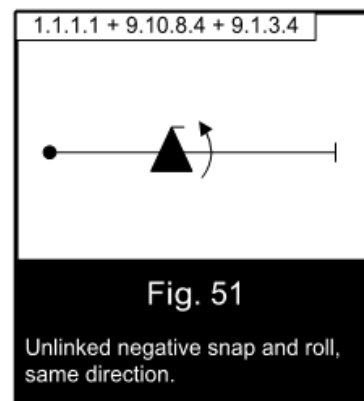 1.1.1.1 + 9.10.8.4 + 9.1.3.4
Fig. 51
Unlinked negative snap and roll,
same direction.